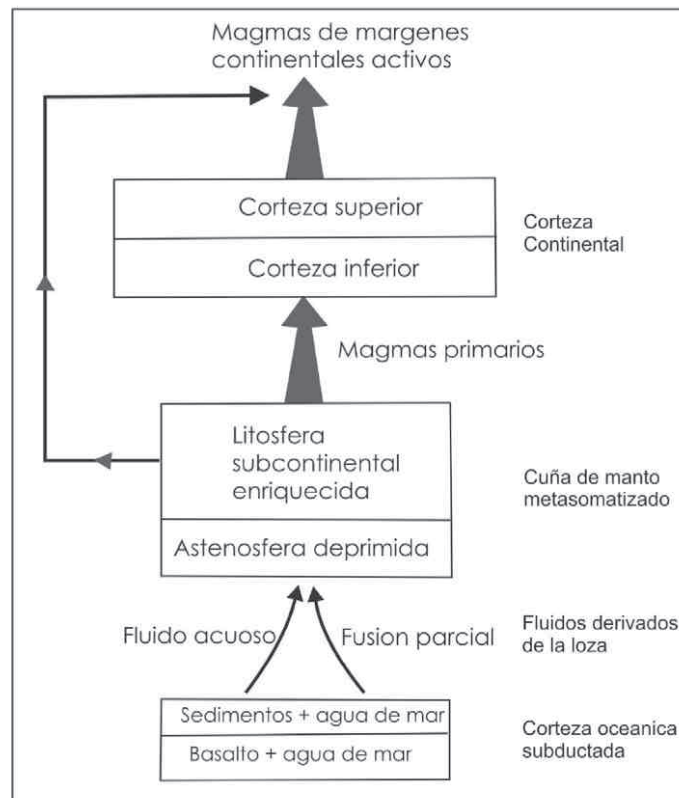 Magmas de margenes
continentales activos
Corteza superior
Corteza
Continental
Corteza inferior
Magmas primarios
Litosfera
subcontental
enriquecida
Cuña de manto
metasomatizado
Astenosfera deprimida
Fluido acuoso
Fusion parcial
Fluidos derivados
de la loza
Sedimentos + agua de mar
Basalto + agua de mar
Corteza oceanica
subductada